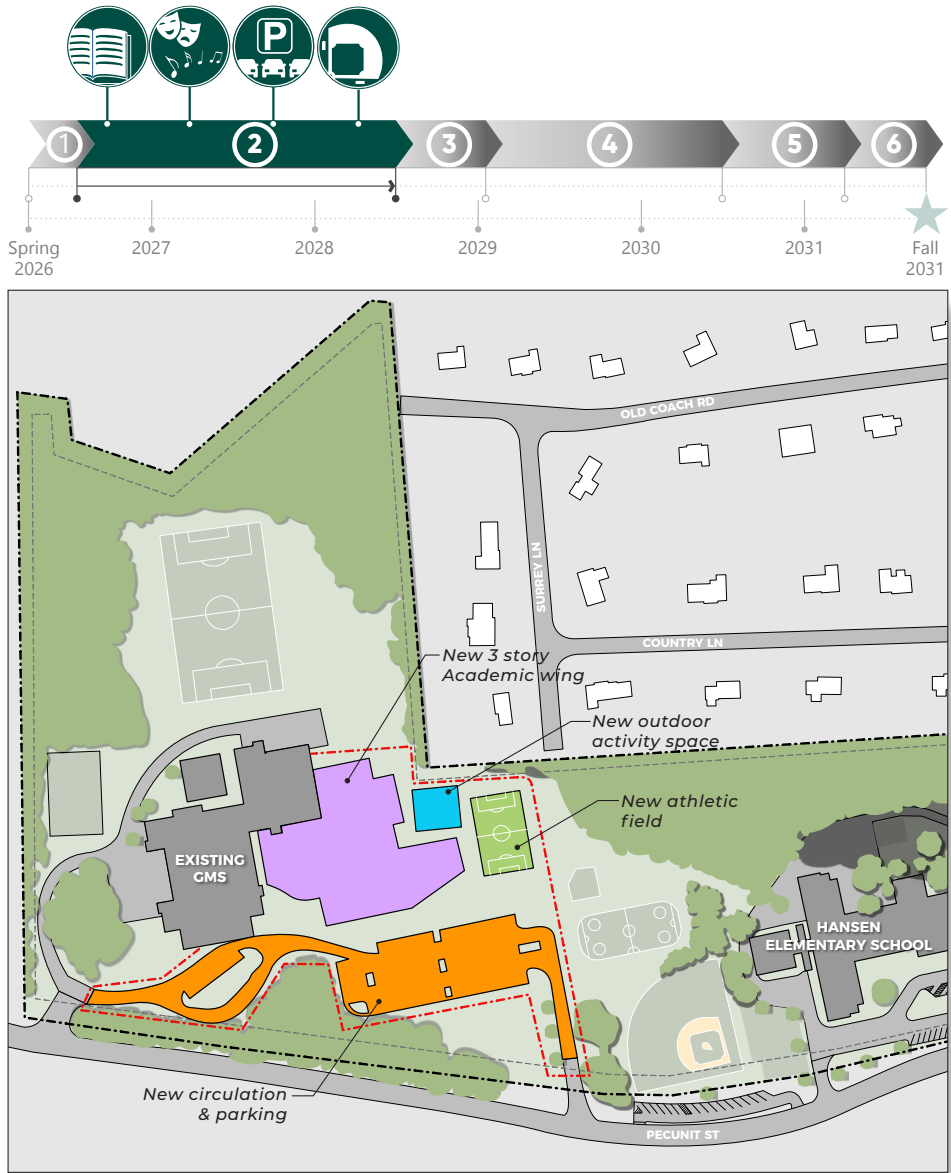 P
1
2
3
4
5
6
Spring
2026
2027
2028
2029
2030
2031
Fall
2031
OLD COACH RD
SURREY LN
COUNTRY LN
New 3 story
Academic wing
New outdoor
activity space
New athletic
field
EXISTING
GMS
HANSEN
ELEMENTARY SCHOOL
New circulation
& parking
PECUNIT ST